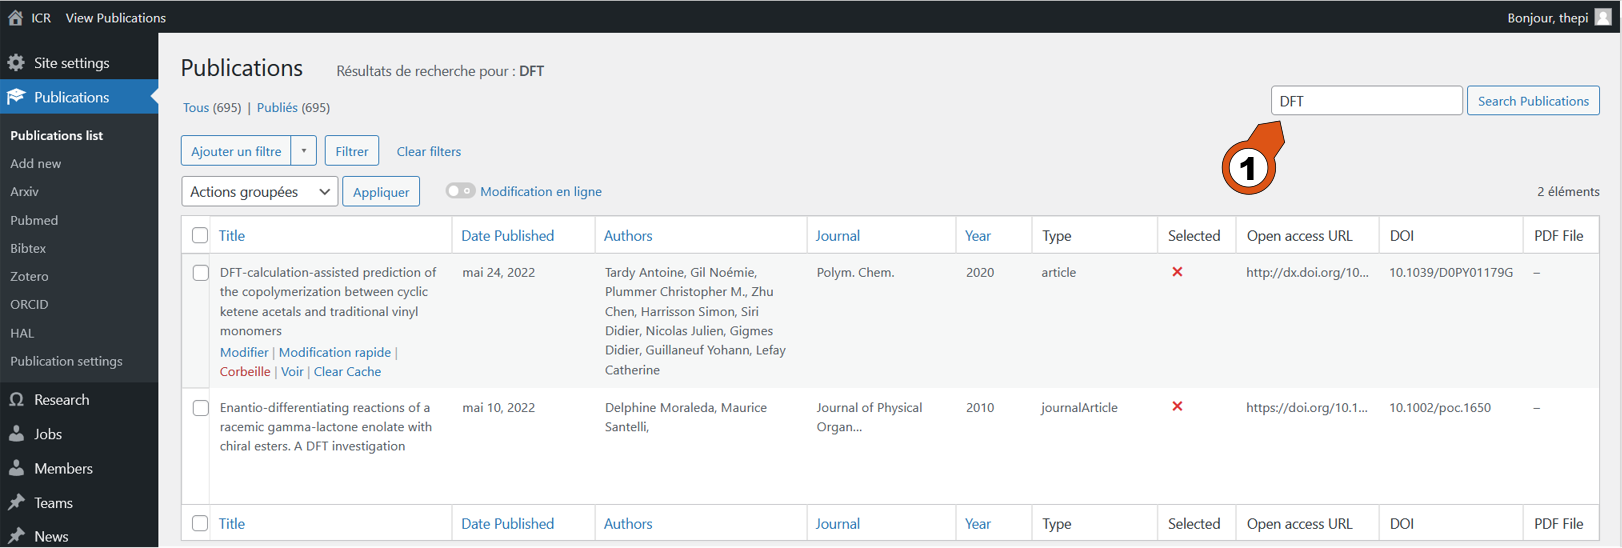 ICR View Publications Bonjour, thepi
Site settings
Publications
Publications list
Add new
Arxiv
Pubmed
Bibtex
Zotero
ORCID
HAL
Publication settings
Research
Jobs
Members
Teams
News
Publications Résultats de recherche pour : DFT
Tous (695) | Publiés (695)
DFT Search Publications
1
Ajouter un filtre Filtrer Clear filters
Actions groupées Appliquer Modification en ligne 2 éléments
Title Date Published Authors Journal Year Type Selected Open access URL DOI PDF File
DFT-calculation-assisted prediction of
the copolymerization between cyclic
ketene acetals and traditional vinyl
monomers
Modifier | Modification rapide |
Corbeille | Voir | Clear Cache
mai 24, 2022
Tardy Antoine, Gil Noémie,
Plummer Christopher M., Zhu
Chen, Harrisson Simon, Siri
Didier, Nicolas Julien, Gigmes
Didier, Guillaneuf Yohann, Lefay
Catherine
Polym. Chem.
2020
article
http://dx.doi.org/10...
10.1039/D0PY01179G
–
Enantio-differentiating reactions of a
racemic gamma-lactone enolate with
chiral esters. A DFT investigation
mai 10, 2022
Delphine Moraleda, Maurice
Santelli,
Journal of Physical
Organ...
2010
journalArticle
https://doi.org/10.1...
10.1002/poc.1650
–
Title Date Published Authors Journal Year Type Selected Open access URL DOI PDF File